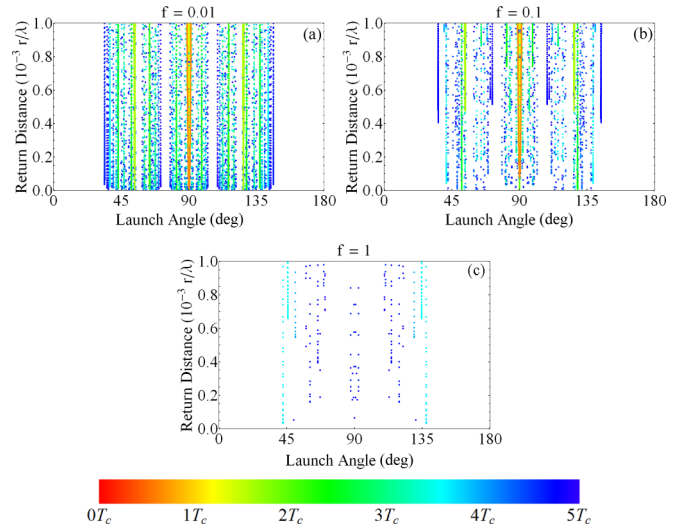 f = 0.01
(a)
Return Distance (10⁻³ r/λ)
1.0
0.8
0.6
0.4
0.2
0.0
0 45 90 135 180
Launch Angle (deg)
f = 0.1
(b)
Return Distance (10⁻³ r/λ)
1.0
0.8
0.6
0.4
0.2
0.0
0 45 90 135 180
Launch Angle (deg)
f = 1
(c)
Return Distance (10⁻³ r/λ)
1.0
0.8
0.6
0.4
0.2
0.0
0 45 90 135 180
Launch Angle (deg)
0T_c 1T_c 2T_c 3T_c 4T_c 5T_c